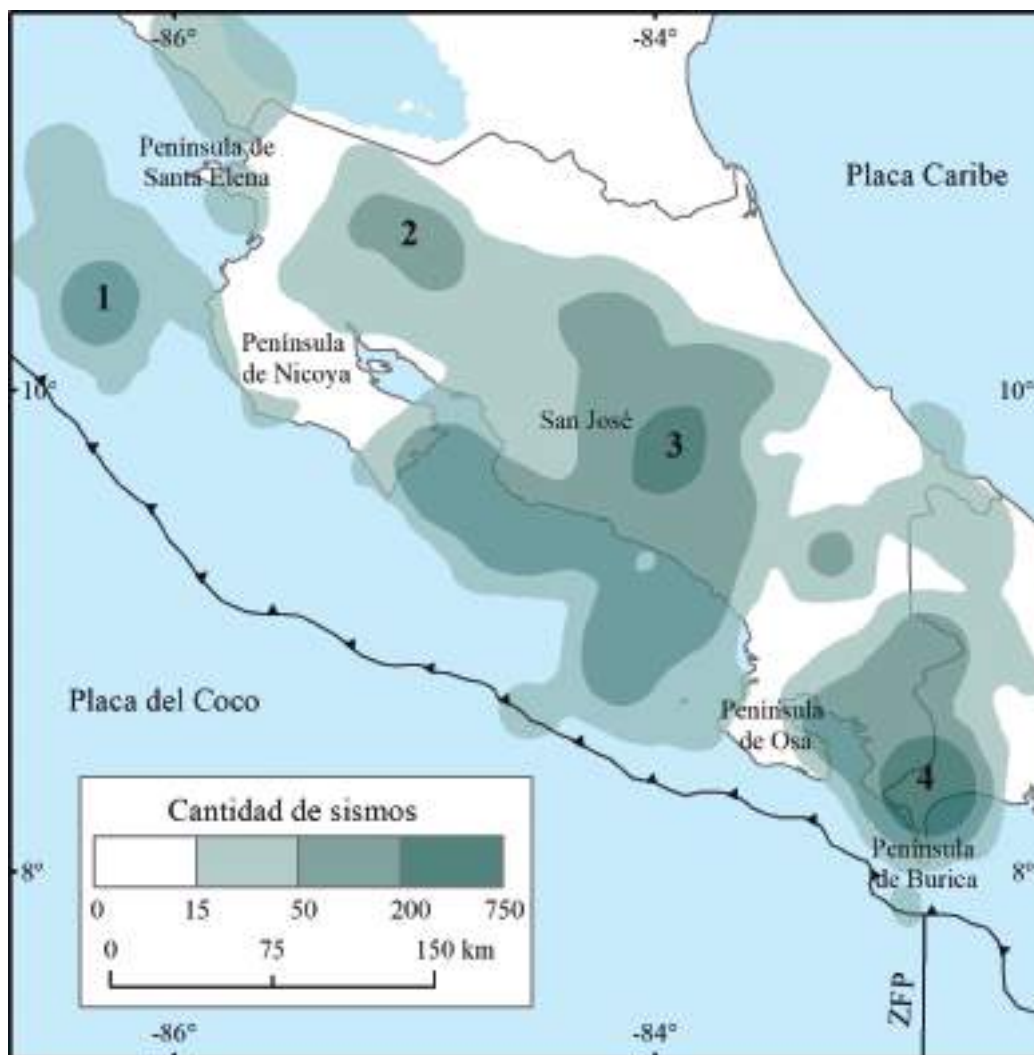 -86°
-84°
Península de
Santa Elena
Placa Caribe
2
1
Península
de Nicoya
10°
10°
San José
3
Placa del Coco
Península
de Osa
4
Cantidad de sismos
0 15 50 200 750
0 75 150 km
8°
Península
de Burica
8°
ZFP
-86°
-84°